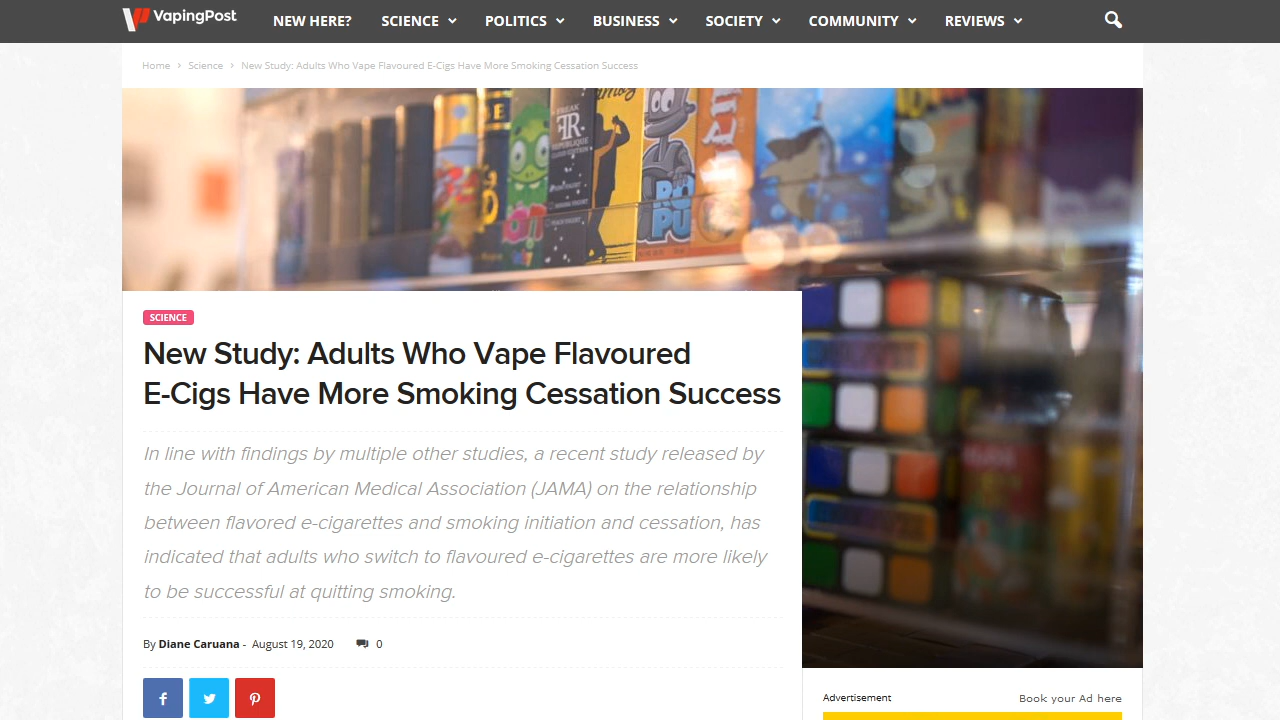 VapingPost
NEW HERE?
SCIENCE
POLITICS
BUSINESS
SOCIETY
COMMUNITY
REVIEWS
Home
Science
New Study: Adults Who Vape Flavoured E-Cigs Have More Smoking Cessation Success
FREAK
REPUBLIQUE
SCIENCE
New Study: Adults Who Vape Flavoured
E-Cigs Have More Smoking Cessation Success
In line with findings by multiple other studies, a recent study released by
the Journal of American Medical Association (JAMA) on the relationship
between flavored e-cigarettes and smoking initiation and cessation, has
indicated that adults who switch to flavoured e-cigarettes are more likely
to be successful at quitting smoking.
By Diane Caruana - August 19, 2020 0
Advertisement
Book your Ad here